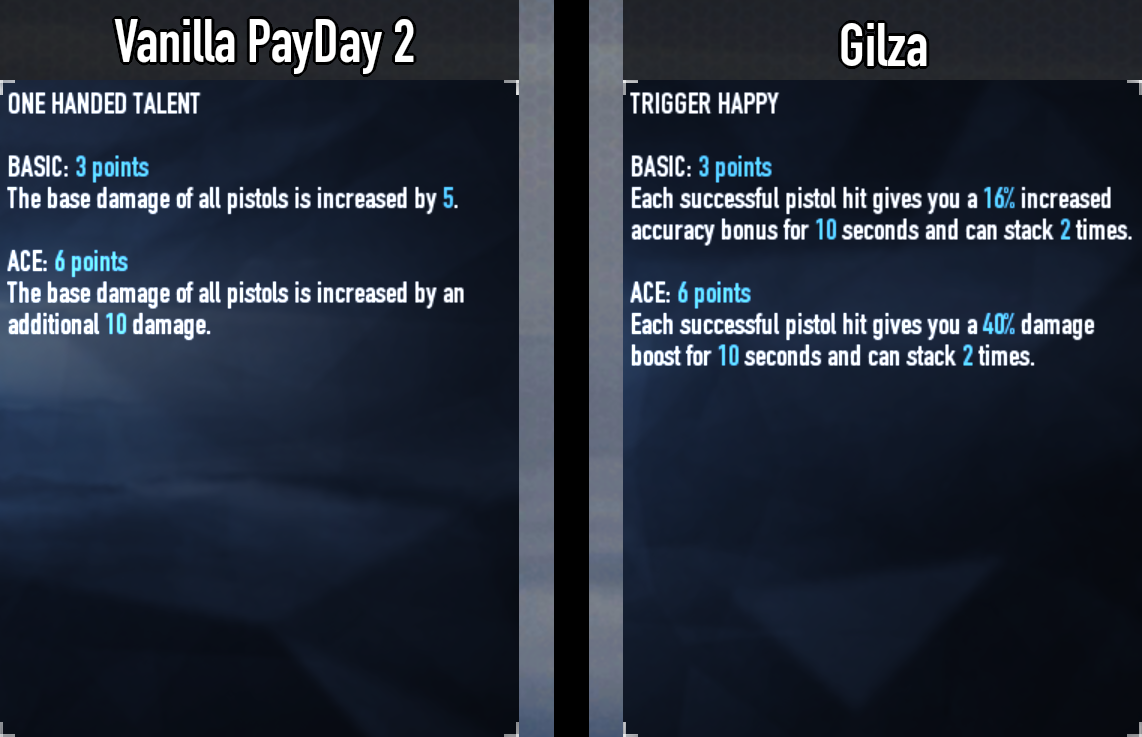 Vanilla PayDay 2
ONE HANDED TALENT
BASIC: 3 points
The base damage of all pistols is increased by 5.
ACE: 6 points
The base damage of all pistols is increased by an
additional 10 damage.
Gilza
TRIGGER HAPPY
BASIC: 3 points
Each successful pistol hit gives you a 16% increased
accuracy bonus for 10 seconds and can stack 2 times.
ACE: 6 points
Each successful pistol hit gives you a 40% damage
boost for 10 seconds and can stack 2 times.